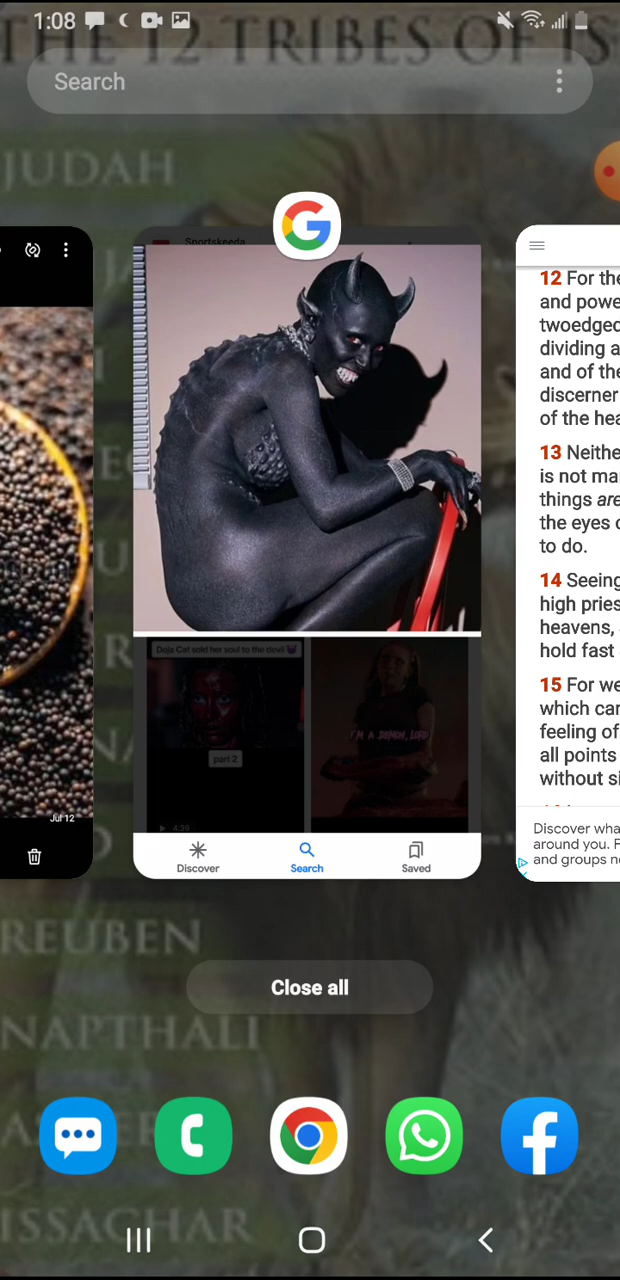 1:08
THE 12 TRIBES OF IS
Search
JUDAH
Sportskeeda
12 For the
and powe
twoedged
dividing a
and of the
discerner
of the hea
13 Neithe
is not ma
things are
the eyes o
to do.
14 Seeing
high pries
heavens,
hold fast
15 For we
which can
feeling of
all points
without si
Doja Cat sold her soul to the devil 😈
part 2
4:39
I'M A DEMON, LORD
Jul 12
Discover wha
around you. F
and groups ne
Discover
Search
Saved
REUBEN
Close all
NAPTHALI
ISSACHAR